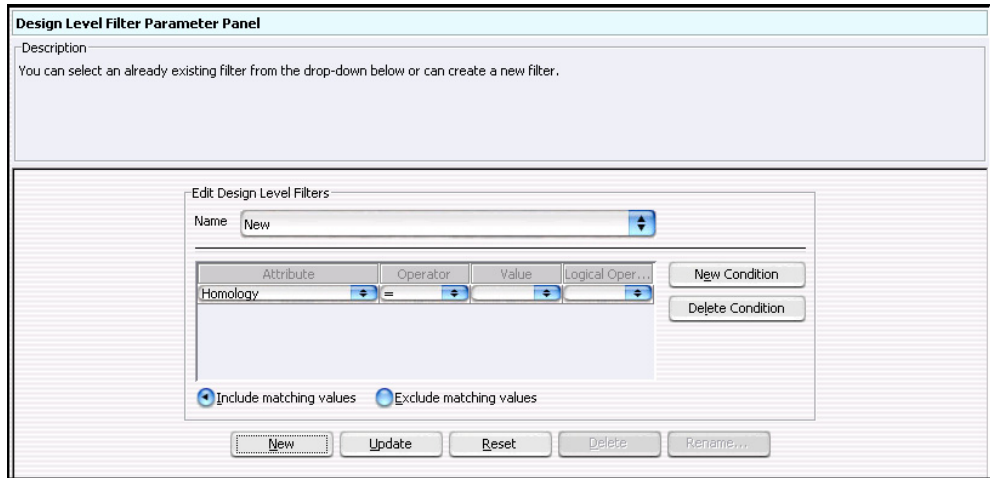 Design Level Filter Parameter Panel
Description
You can select an already existing filter from the drop-down below or can create a new filter.
Edit Design Level Filters
Name New
Attribute Operator Value Logical Oper...
Homology =
New Condition
Delete Condition
Include matching values Exclude matching values
New Update Reset Delete Rename...